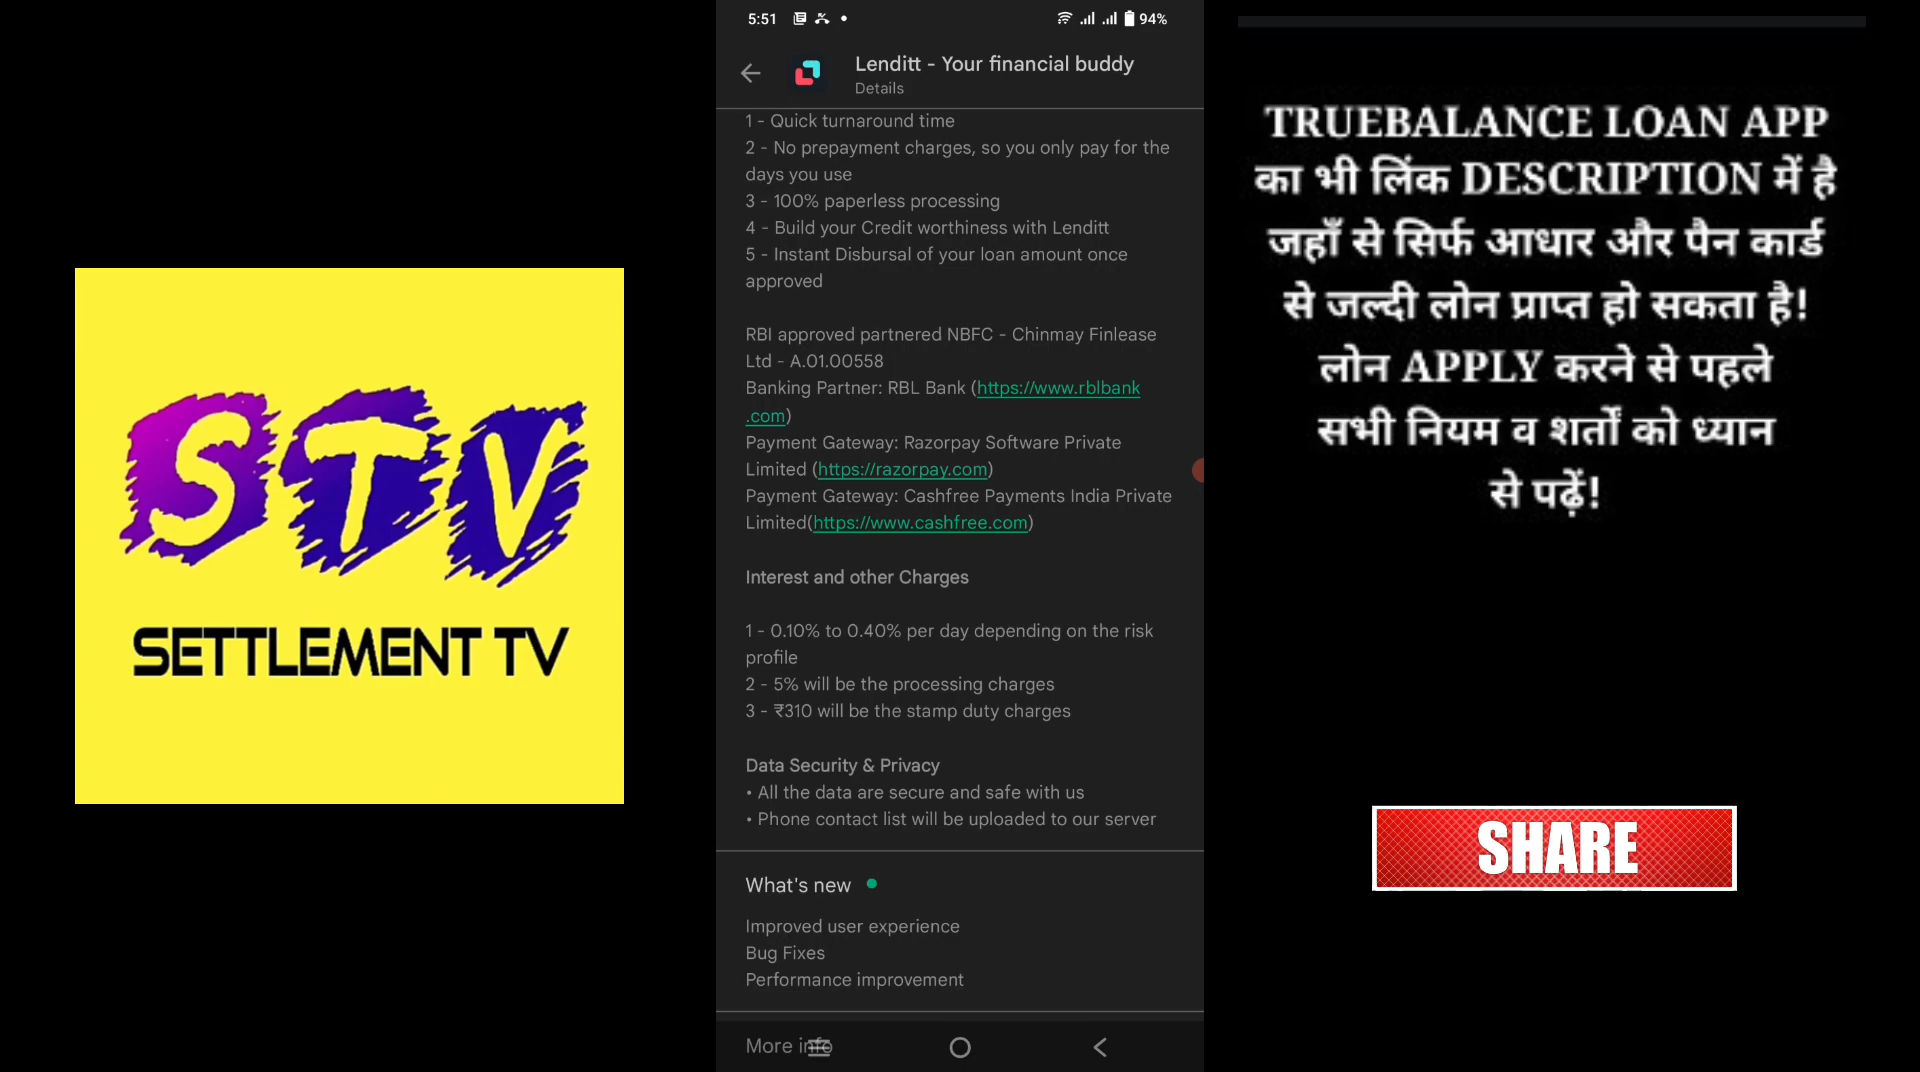 STV
SETTLEMENT TV
5:51
94%
Lenditt - Your financial buddy
Details
1 - Quick turnaround time
2 - No prepayment charges, so you only pay for the
days you use
3 - 100% paperless processing
4 - Build your Credit worthiness with Lenditt
5 - Instant Disbursal of your loan amount once
approved
RBI approved partnered NBFC - Chinmay Finlease
Ltd - A.01.00558
Banking Partner: RBL Bank (https://www.rblbank
.com)
Payment Gateway: Razorpay Software Private
Limited (https://razorpay.com)
Payment Gateway: Cashfree Payments India Private
Limited(https://www.cashfree.com)
Interest and other Charges
1 - 0.10% to 0.40% per day depending on the risk
profile
2 - 5% will be the processing charges
3 - ₹310 will be the stamp duty charges
Data Security & Privacy
• All the data are secure and safe with us
• Phone contact list will be uploaded to our server
What's new
Improved user experience
Bug Fixes
Performance improvement
More info
TRUEBALANCE LOAN APP
का भी लिंक DESCRIPTION में है
जहाँ से सिर्फ आधार और पैन कार्ड
से जल्दी लोन प्राप्त हो सकता है!
लोन APPLY करने से पहले
सभी नियम व शर्तों को ध्यान
से पढ़ें!
SHARE